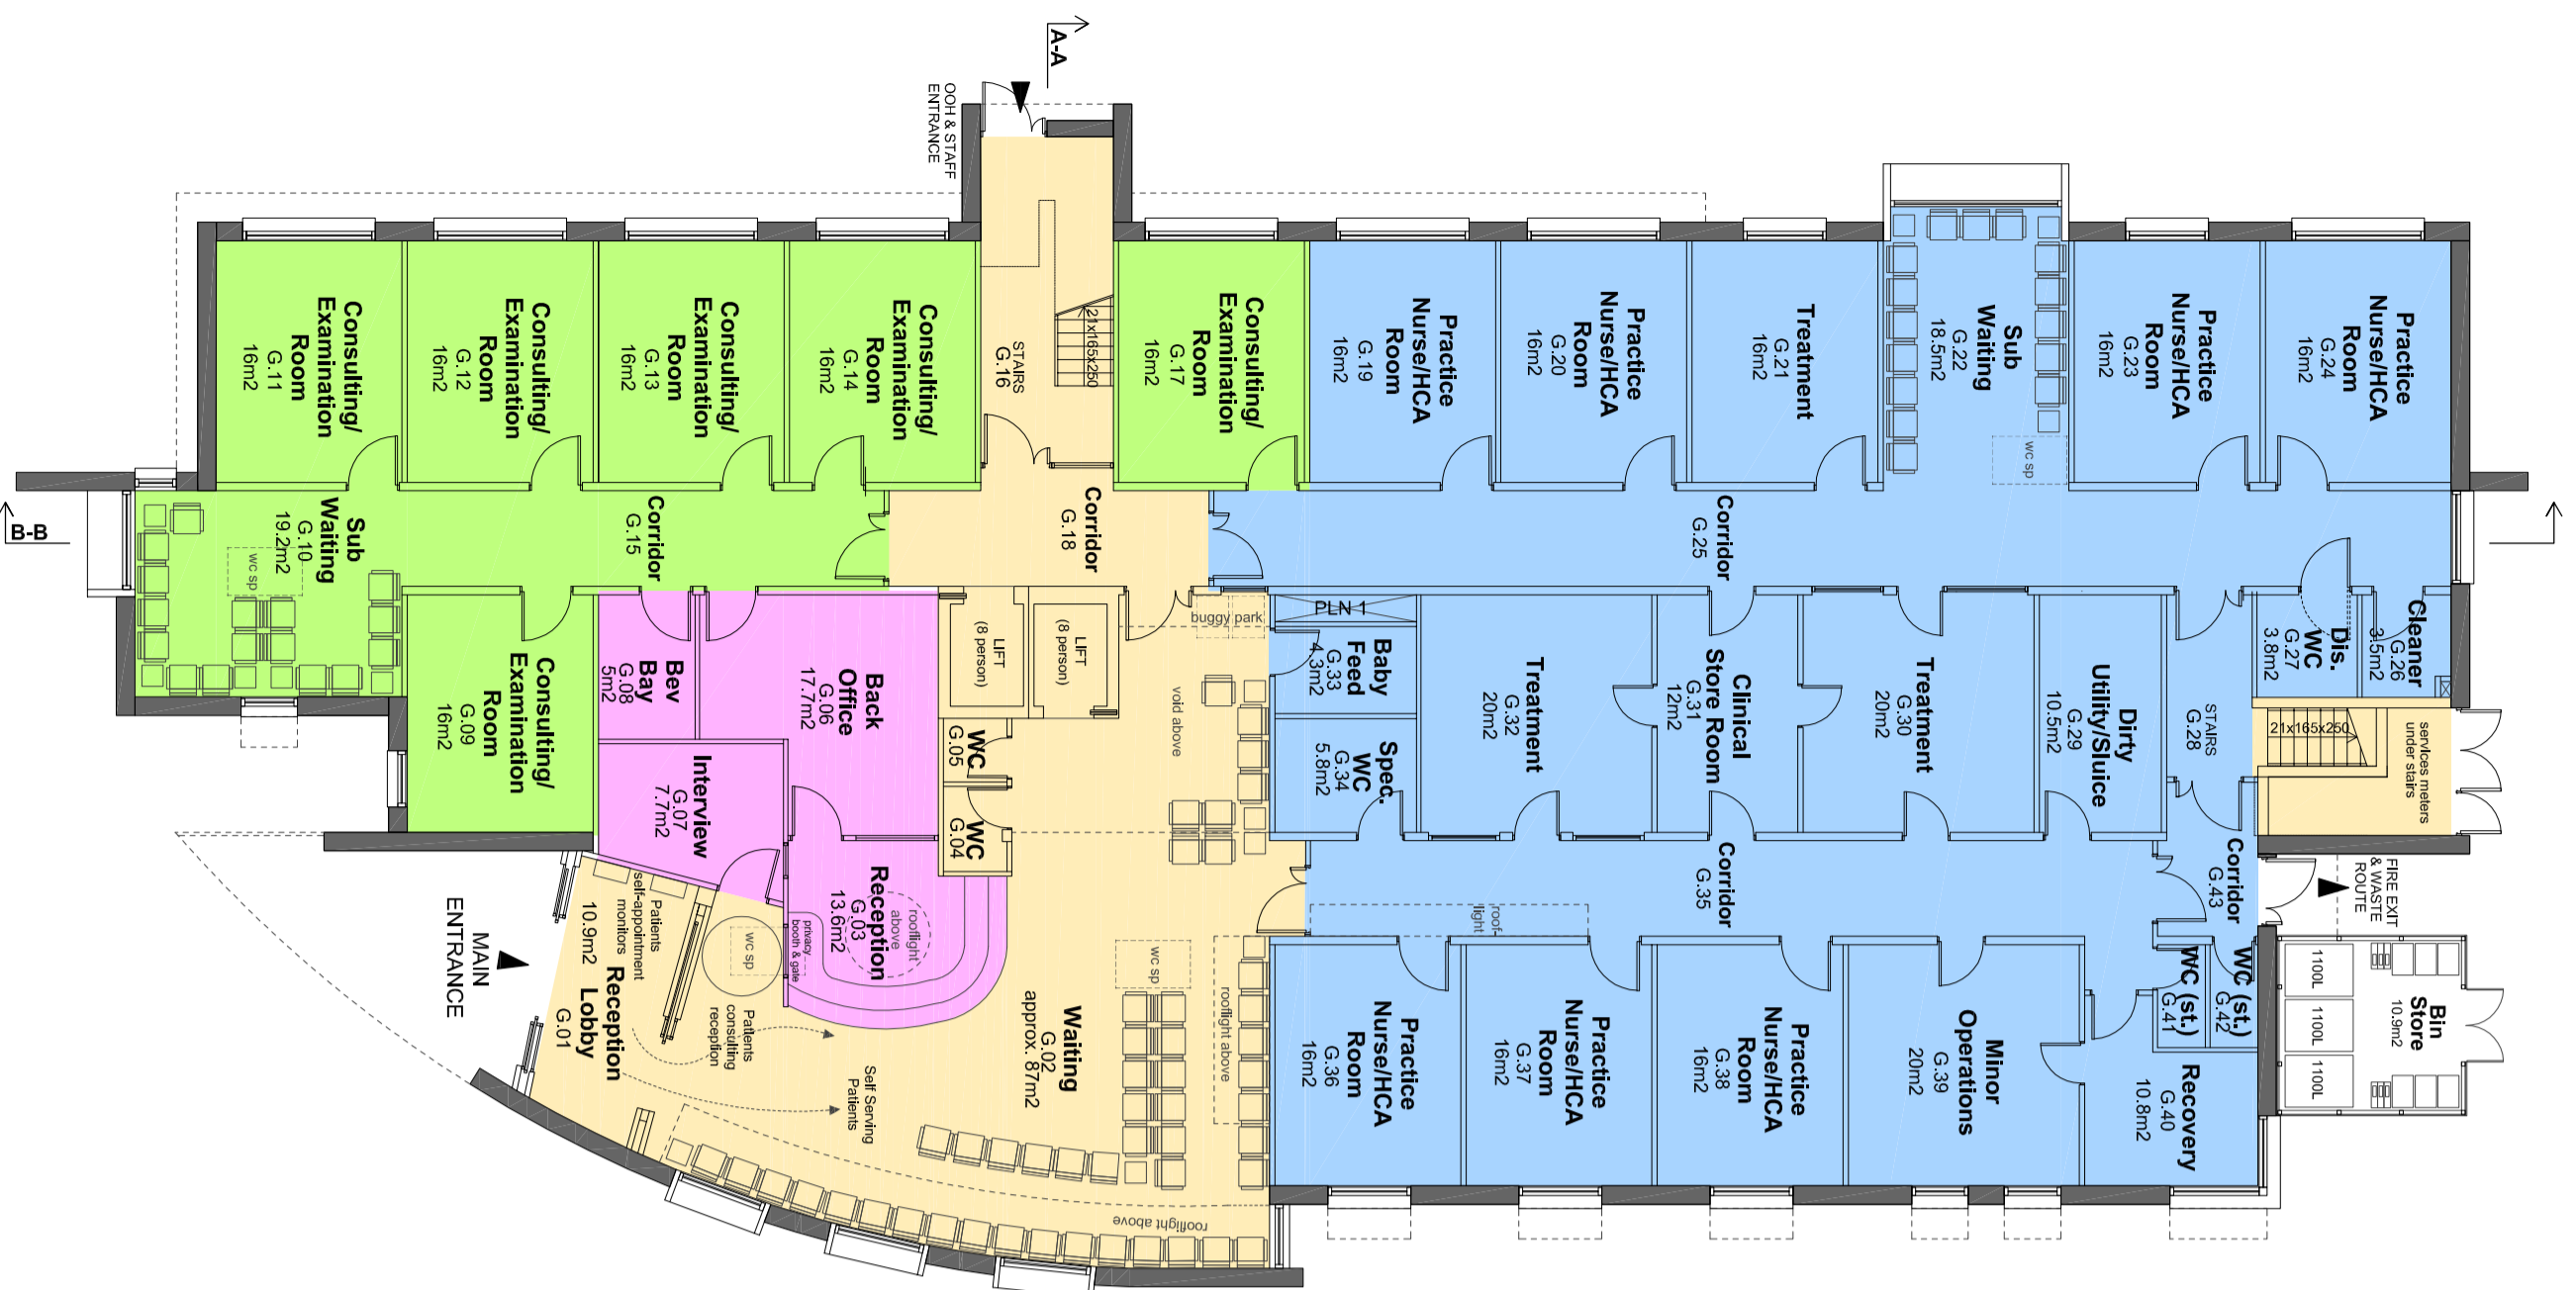 A-A
OOH & STAFF
ENTRANCE
Consulting/
Examination
Room
G.11
16m2
Consulting/
Examination
Room
G.12
16m2
Consulting/
Examination
Room
G.13
16m2
Consulting/
Examination
Room
G.14
16m2
21x165x250
STAIRS
G.16
Consulting/
Examination
Room
G.17
16m2
Practice
Nurse/HCA
Room
G.19
16m2
Practice
Nurse/HCA
Room
G.20
16m2
Treatment
G.21
16m2
Sub
Waiting
G.22
18.5m2
wc sp
Practice
Nurse/HCA
Room
G.23
16m2
Practice
Nurse/HCA
Room
G.24
16m2
B-B
Sub
Waiting
G.10
19.2m2
wc sp
Corridor
G.15
Corridor
G.18
Corridor
G.25
Consulting/
Examination
Room
G.09
16m2
Bev
Bay
G.08
5m2
Back
Office
G.06
17.7m2
LIFT
(8 person)
LIFT
(8 person)
buggy park
void above
PLN 1
Baby
Feed
G.33
4.3m2
Spec.
WC
G.34
5.8m2
Treatment
G.32
20m2
Clinical
Store Room
G.31
12m2
Treatment
G.30
20m2
Dirty
Utility/Sluice
G.29
10.5m2
STAIRS
G.28
Dis.
WC
G.27
3.8m2
Cleaner
G.26
3.5m2
21x165x250
services meters
under stairs
Interview
G.07
7.7m2
WC
G.05
WC
G.04
Reception
G.03
13.6m2
rooflight
above
privacy
booth & gate
wc sp
Patients
self-appointment
monitors
Reception
Lobby
G.01
10.9m2
MAIN
ENTRANCE
Patients
consulting
reception
Self Serving
Patients
Waiting
G.02
approx. 87m2
wc sp
rooflight above
rooflight above
Corridor
G.35
roof-
light
Corridor
G.43
FIRE EXIT
& WASTE
ROUTE
Practice
Nurse/HCA
Room
G.36
16m2
Practice
Nurse/HCA
Room
G.37
16m2
Practice
Nurse/HCA
Room
G.38
16m2
Minor
Operations
G.39
20m2
WC (st.)
G.41
WC (st.)
G.42
Recovery
G.40
10.8m2
1100L
1100L
1100L
Bin
Store
10.9m2